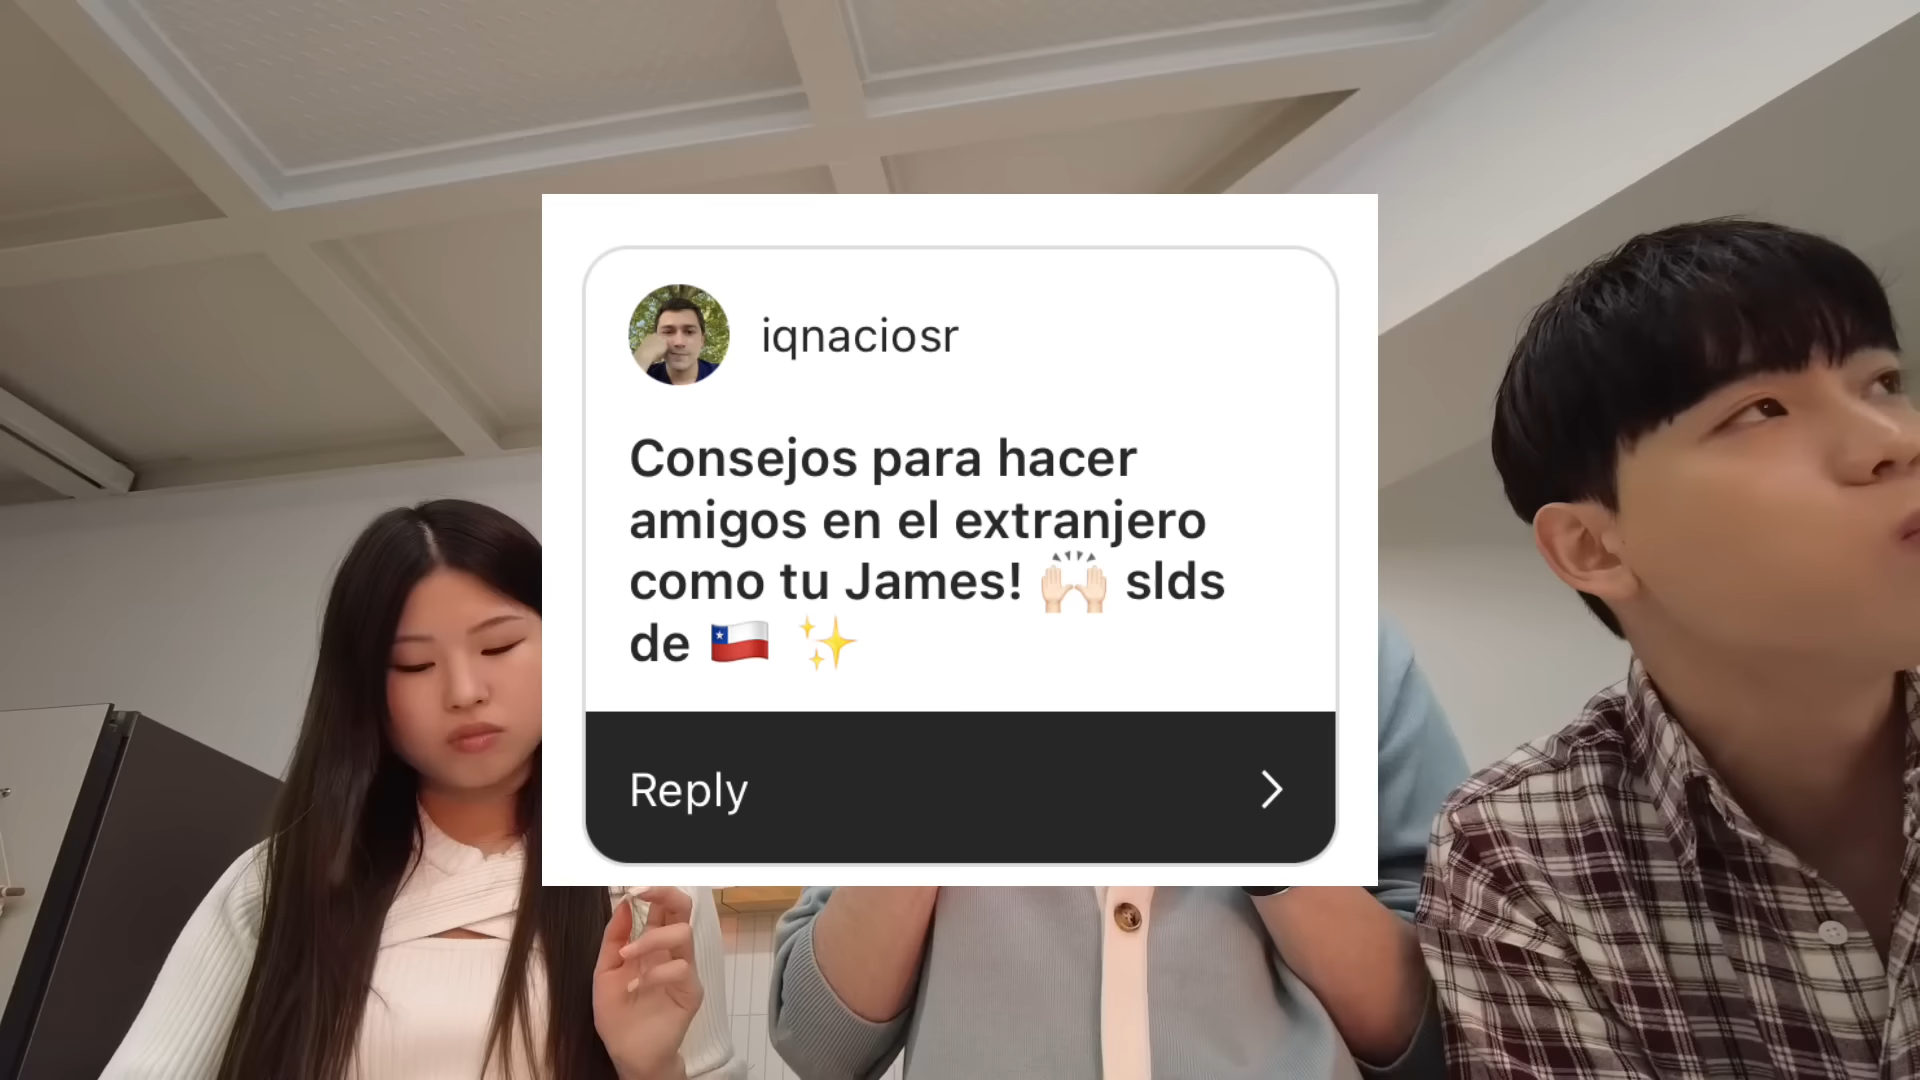 iqnaciosr
Consejos para hacer
amigos en el extranjero
como tu James! 🙌🏻 slds
de 🇨🇱 ✨
Reply